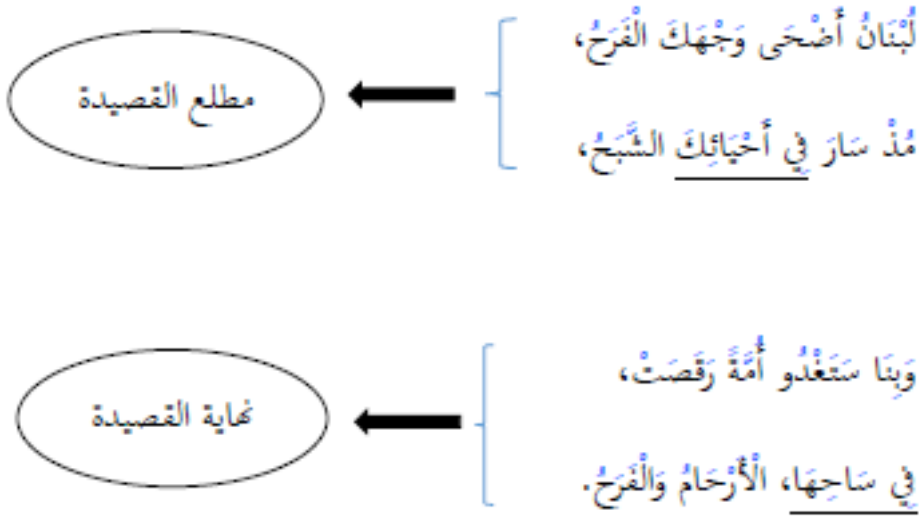 لُبْنَانُ أَضْحَى وَجْهَكَ الْفَرَحُ،
مُذْ سَارَ فِي أَحْيَائِكَ الشَّبَحُ،
مطلع القصيدة
وَبِنَا سَتَغْدُو أُمَّةً رَقَصَتْ،
فِي سَاحِهَا، الْأَرْحَامُ وَالْفَرَحُ.
نهاية القصيدة